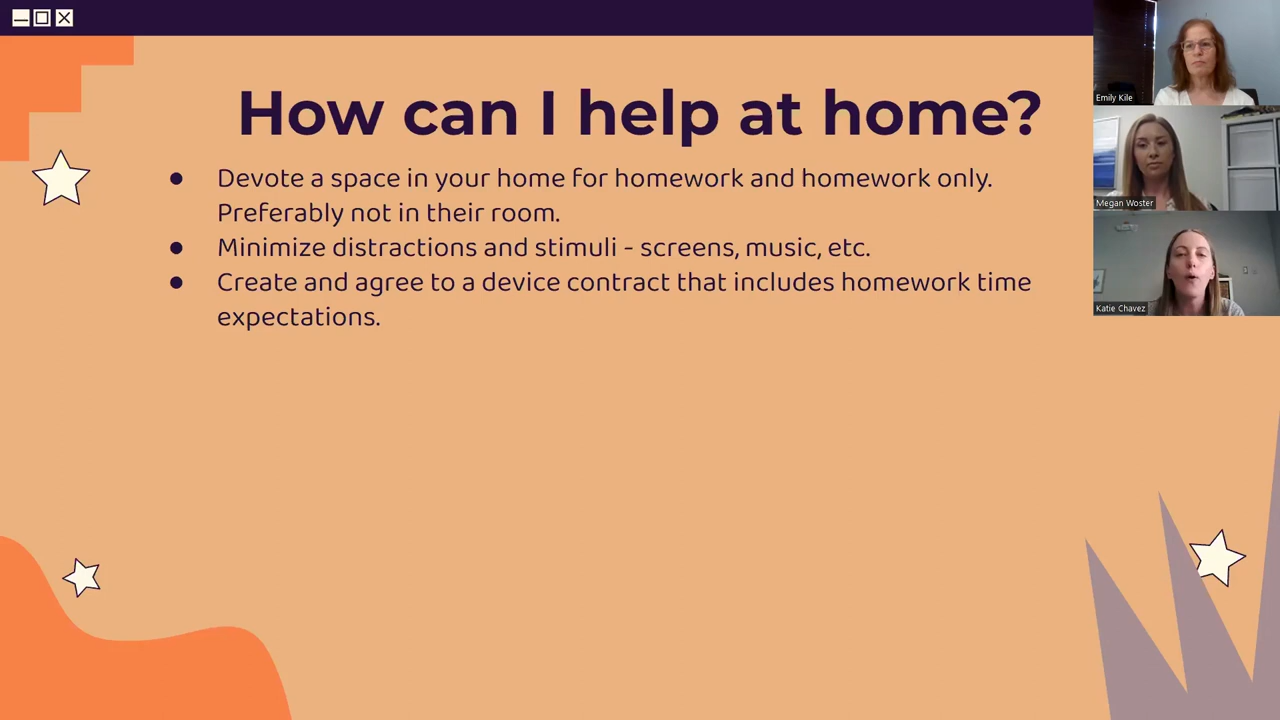 How can I help at home?
● Devote a space in your home for homework and homework only.
Preferably not in their room.
● Minimize distractions and stimuli - screens, music, etc.
● Create and agree to a device contract that includes homework time
expectations.
Emily Kile
Megan Woster
Katie Chavez